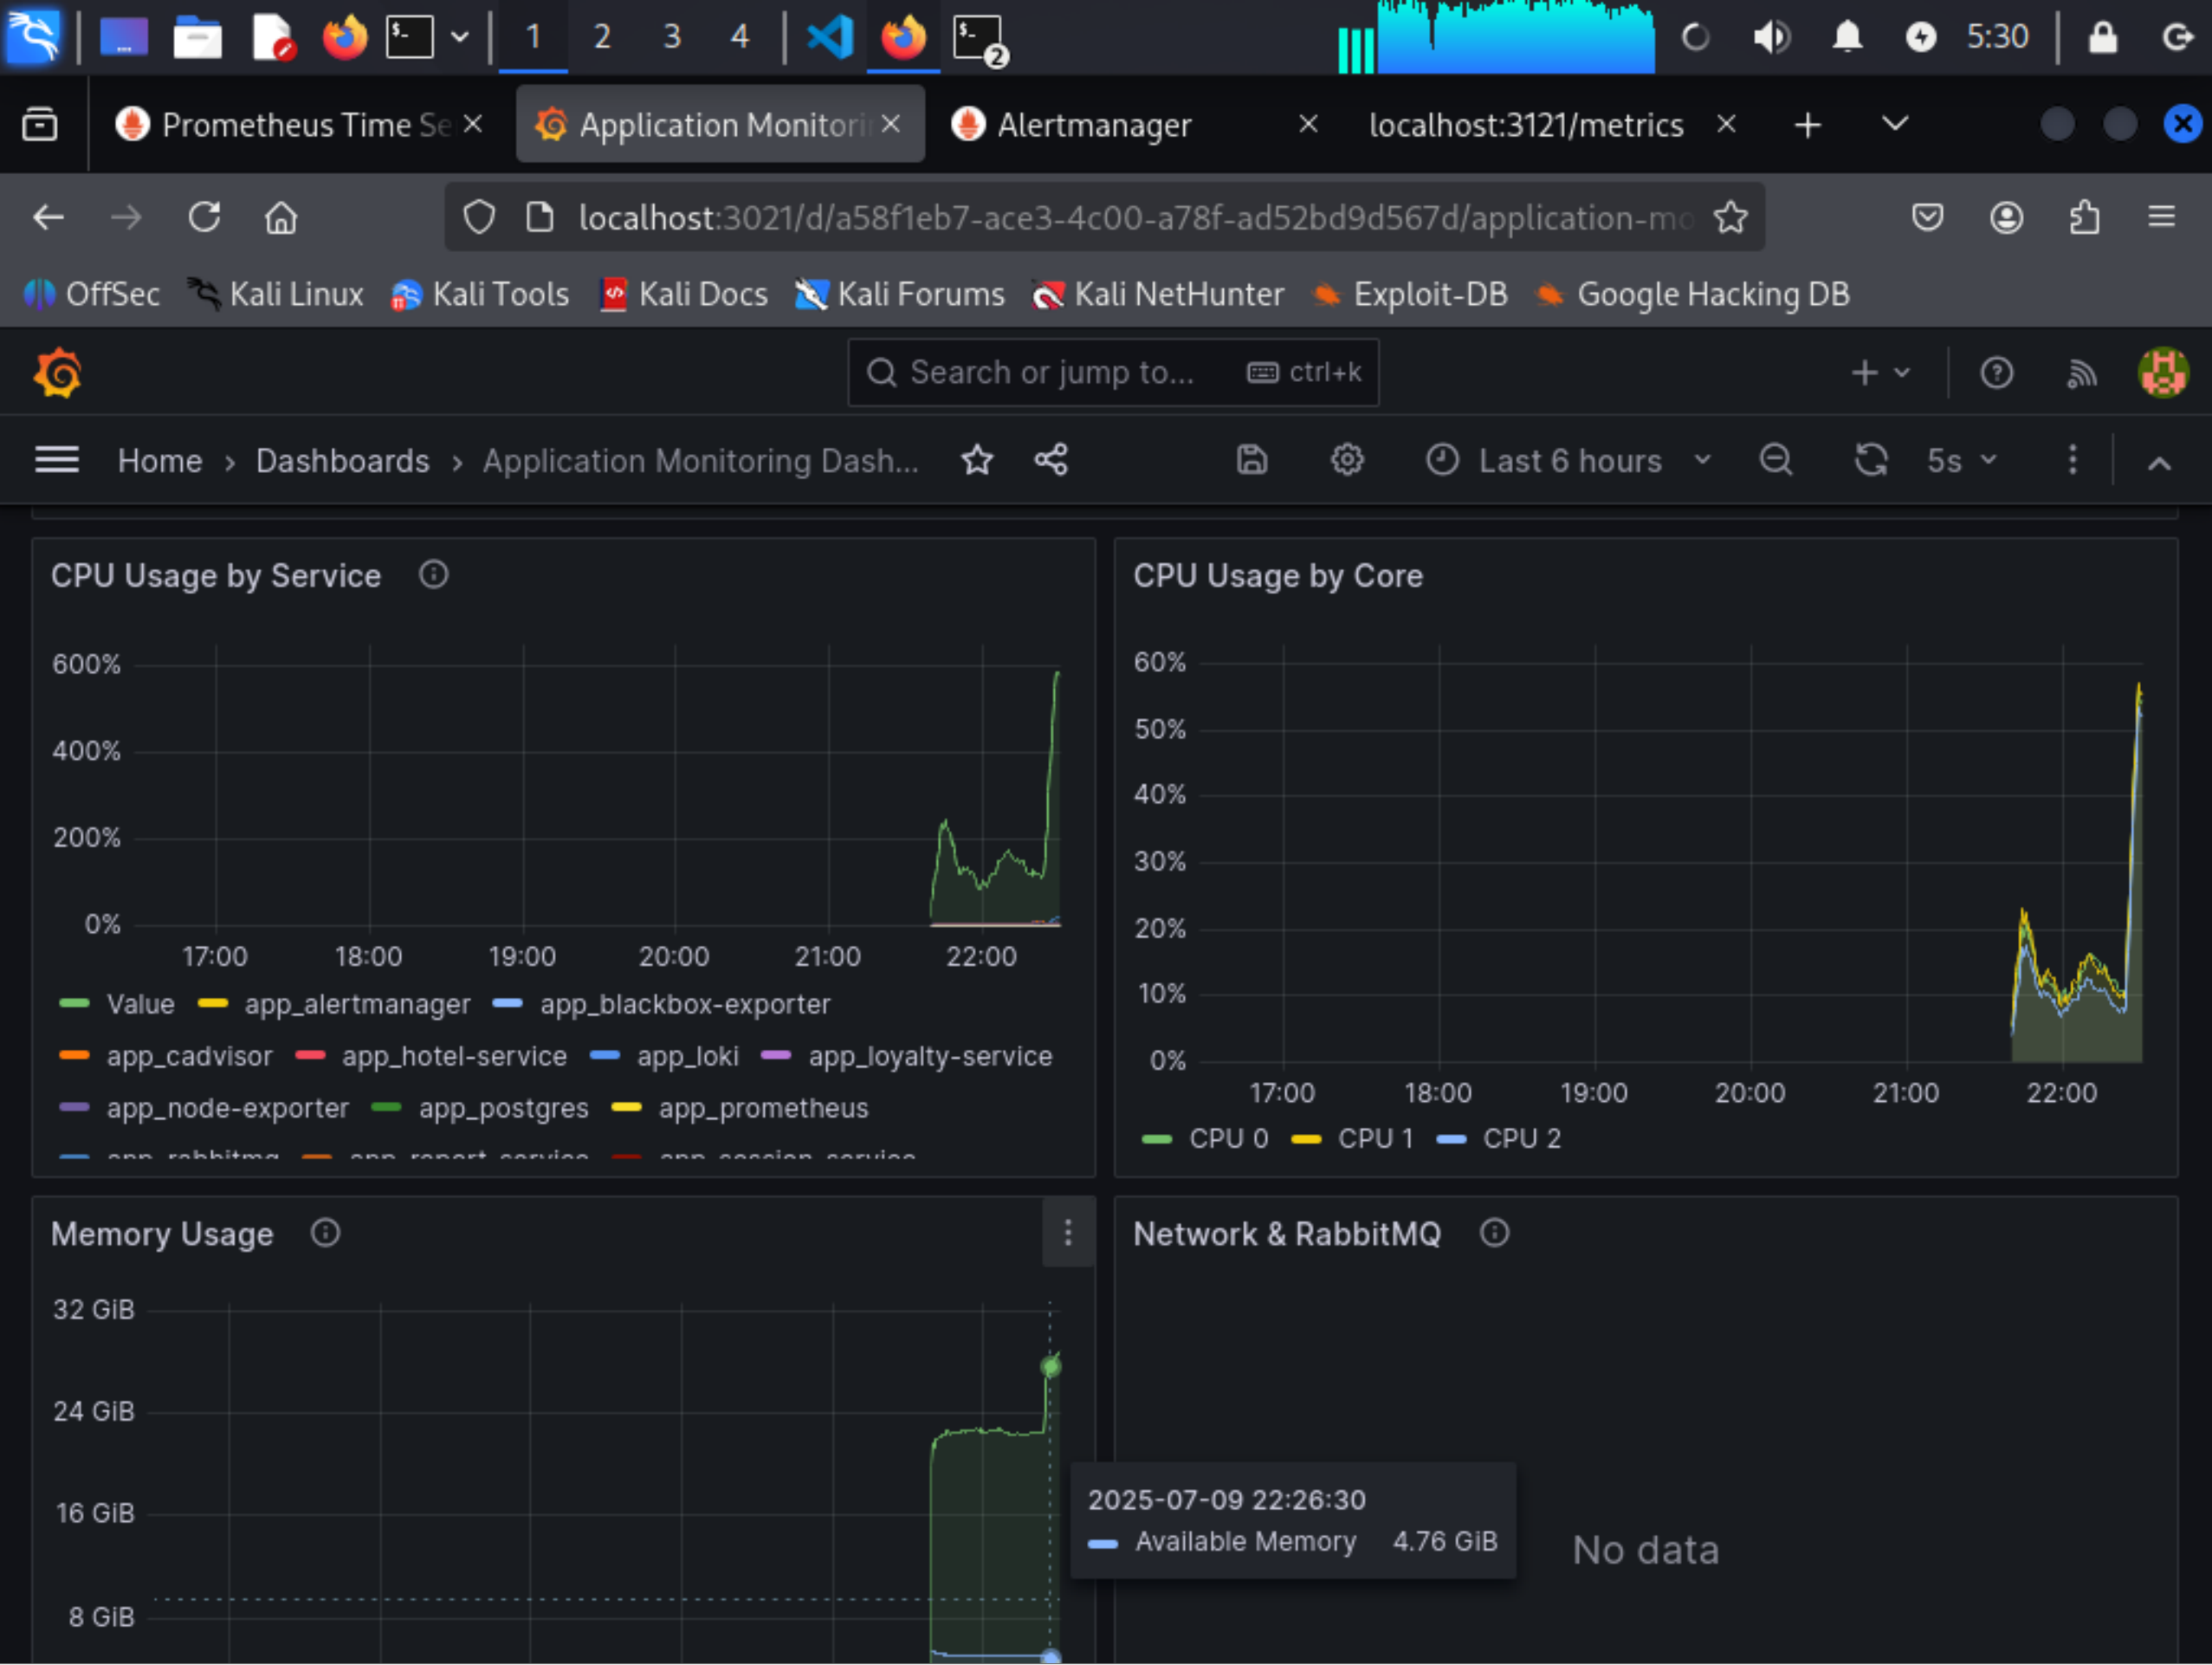 1 2 3 4 2 5:30
Prometheus Time Se Application Monitori Alertmanager localhost:3121/metrics
localhost:3021/d/a58f1eb7-ace3-4c00-a78f-ad52bd9d567d/application-mo
OffSec Kali Linux Kali Tools Kali Docs Kali Forums Kali NetHunter Exploit-DB Google Hacking DB
Search or jump to... ctrl+k
Home › Dashboards › Application Monitoring Dash... Last 6 hours 5s
CPU Usage by Service
600%
400%
200%
0%
17:00 18:00 19:00 20:00 21:00 22:00
Value app_alertmanager app_blackbox-exporter
app_cadvisor app_hotel-service app_loki app_loyalty-service
app_node-exporter app_postgres app_prometheus
app_rabbitmq app_report_service app_session_service
CPU Usage by Core
60%
50%
40%
30%
20%
10%
0%
17:00 18:00 19:00 20:00 21:00 22:00
CPU 0 CPU 1 CPU 2
Memory Usage
32 GiB
24 GiB
16 GiB
8 GiB
2025-07-09 22:26:30
Available Memory 4.76 GiB
Network & RabbitMQ
No data